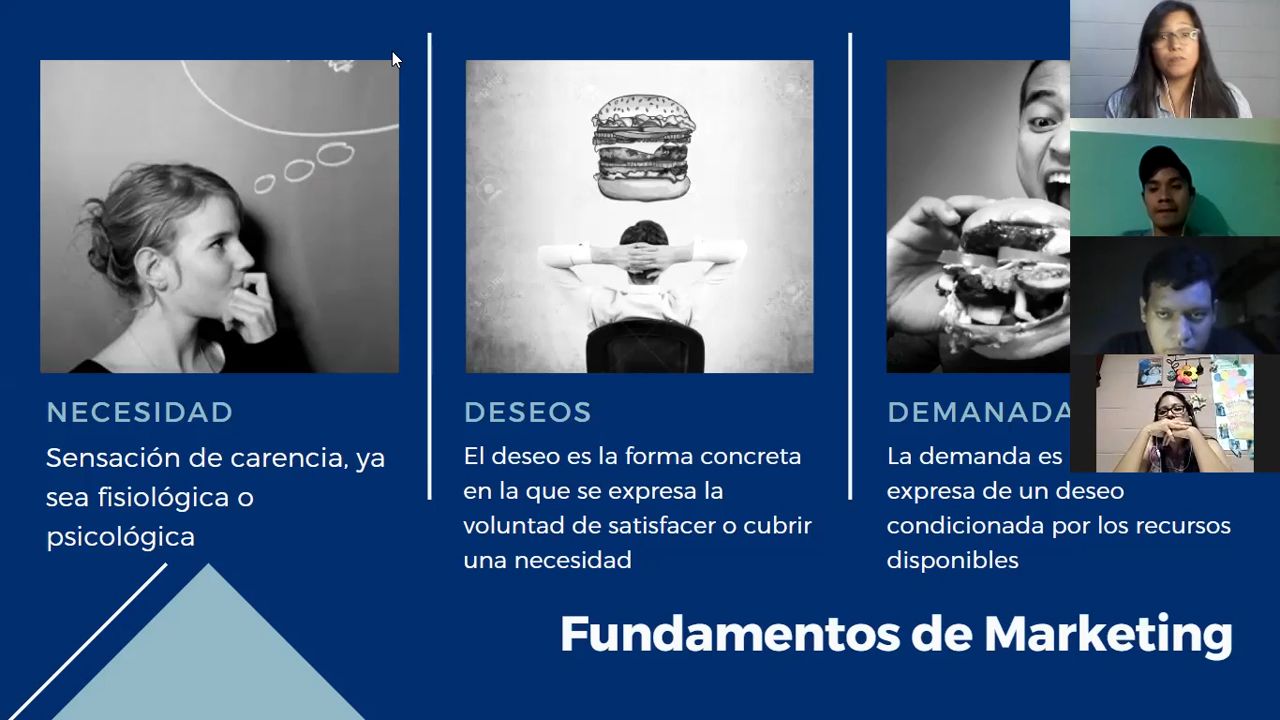 NECESIDAD
Sensación de carencia, ya
sea fisiológica o
psicológica
DESEOS
El deseo es la forma concreta
en la que se expresa la
voluntad de satisfacer o cubrir
una necesidad
DEMANADA
La demanda es
expresa de un deseo
condicionada por los recursos
disponibles
Fundamentos de Marketing